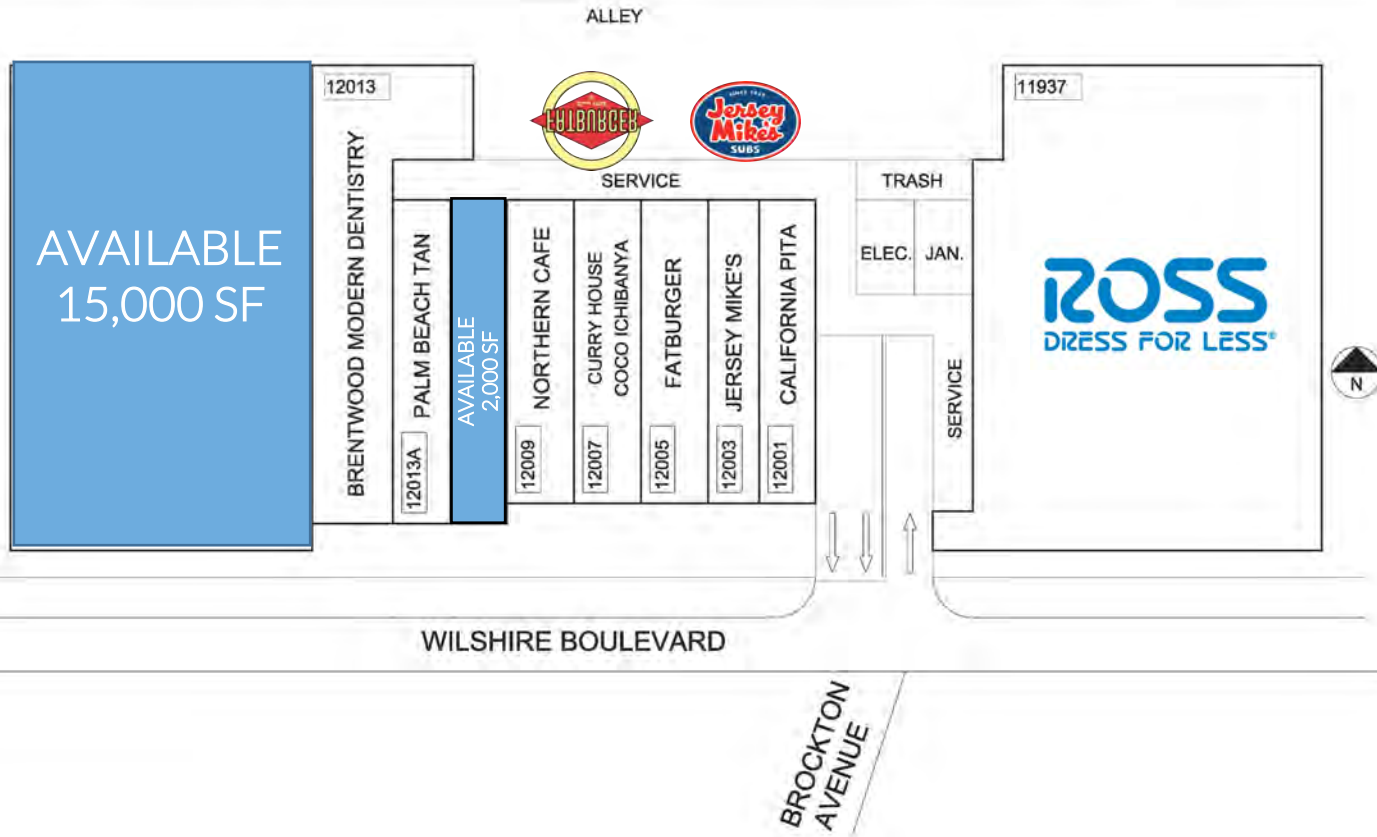 ALLEY
12013
BRENTWOOD MODERN DENTISTRY
AVAILABLE
15,000 SF
12013A
PALM BEACH TAN
AVAILABLE
2,000 SF
FATBURGER
SINCE 1956
Jersey
Mike's
SUBS
SERVICE
12009
NORTHERN CAFE
12007
CURRY HOUSE
COCO ICHIBANYA
12005
FATBURGER
12003
JERSEY MIKE'S
12001
CALIFORNIA PITA
TRASH
ELEC.
JAN.
SERVICE
11937
ROSS
DRESS FOR LESS®
N
WILSHIRE BOULEVARD
BROCKTON
AVENUE